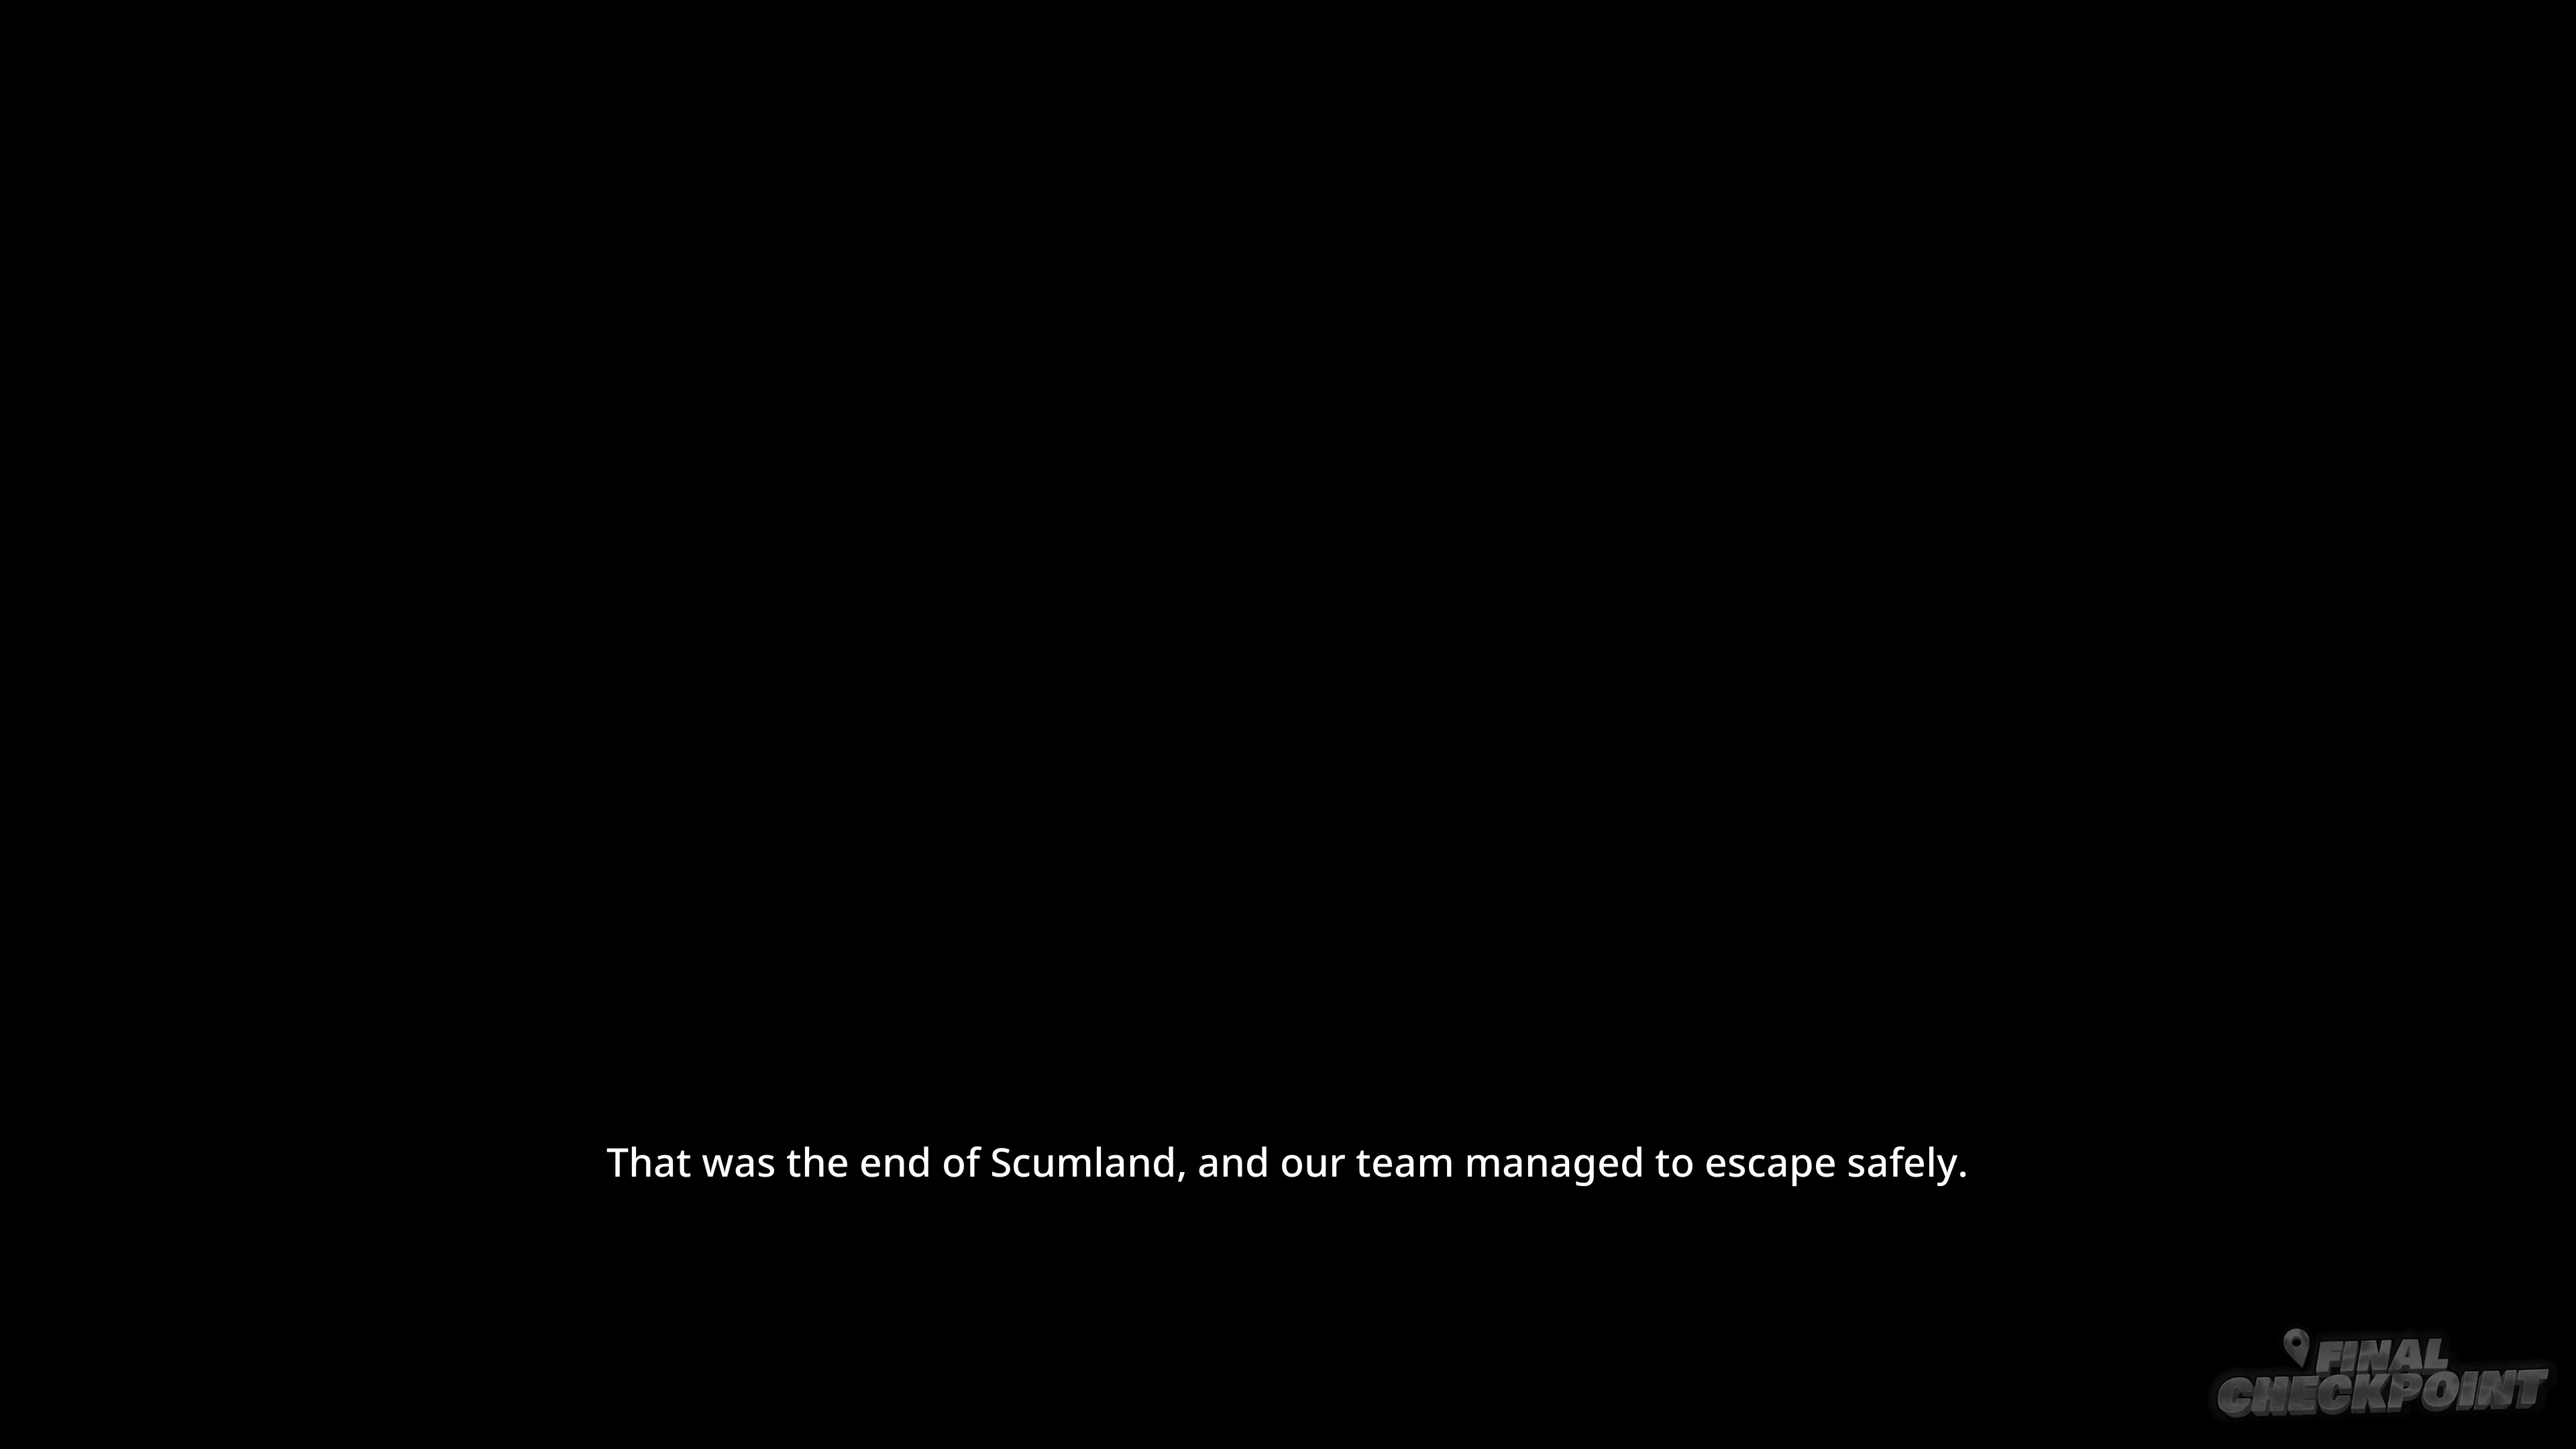 That was the end of Scumland, and our team managed to escape safely.
FINAL
CHECKPOINT